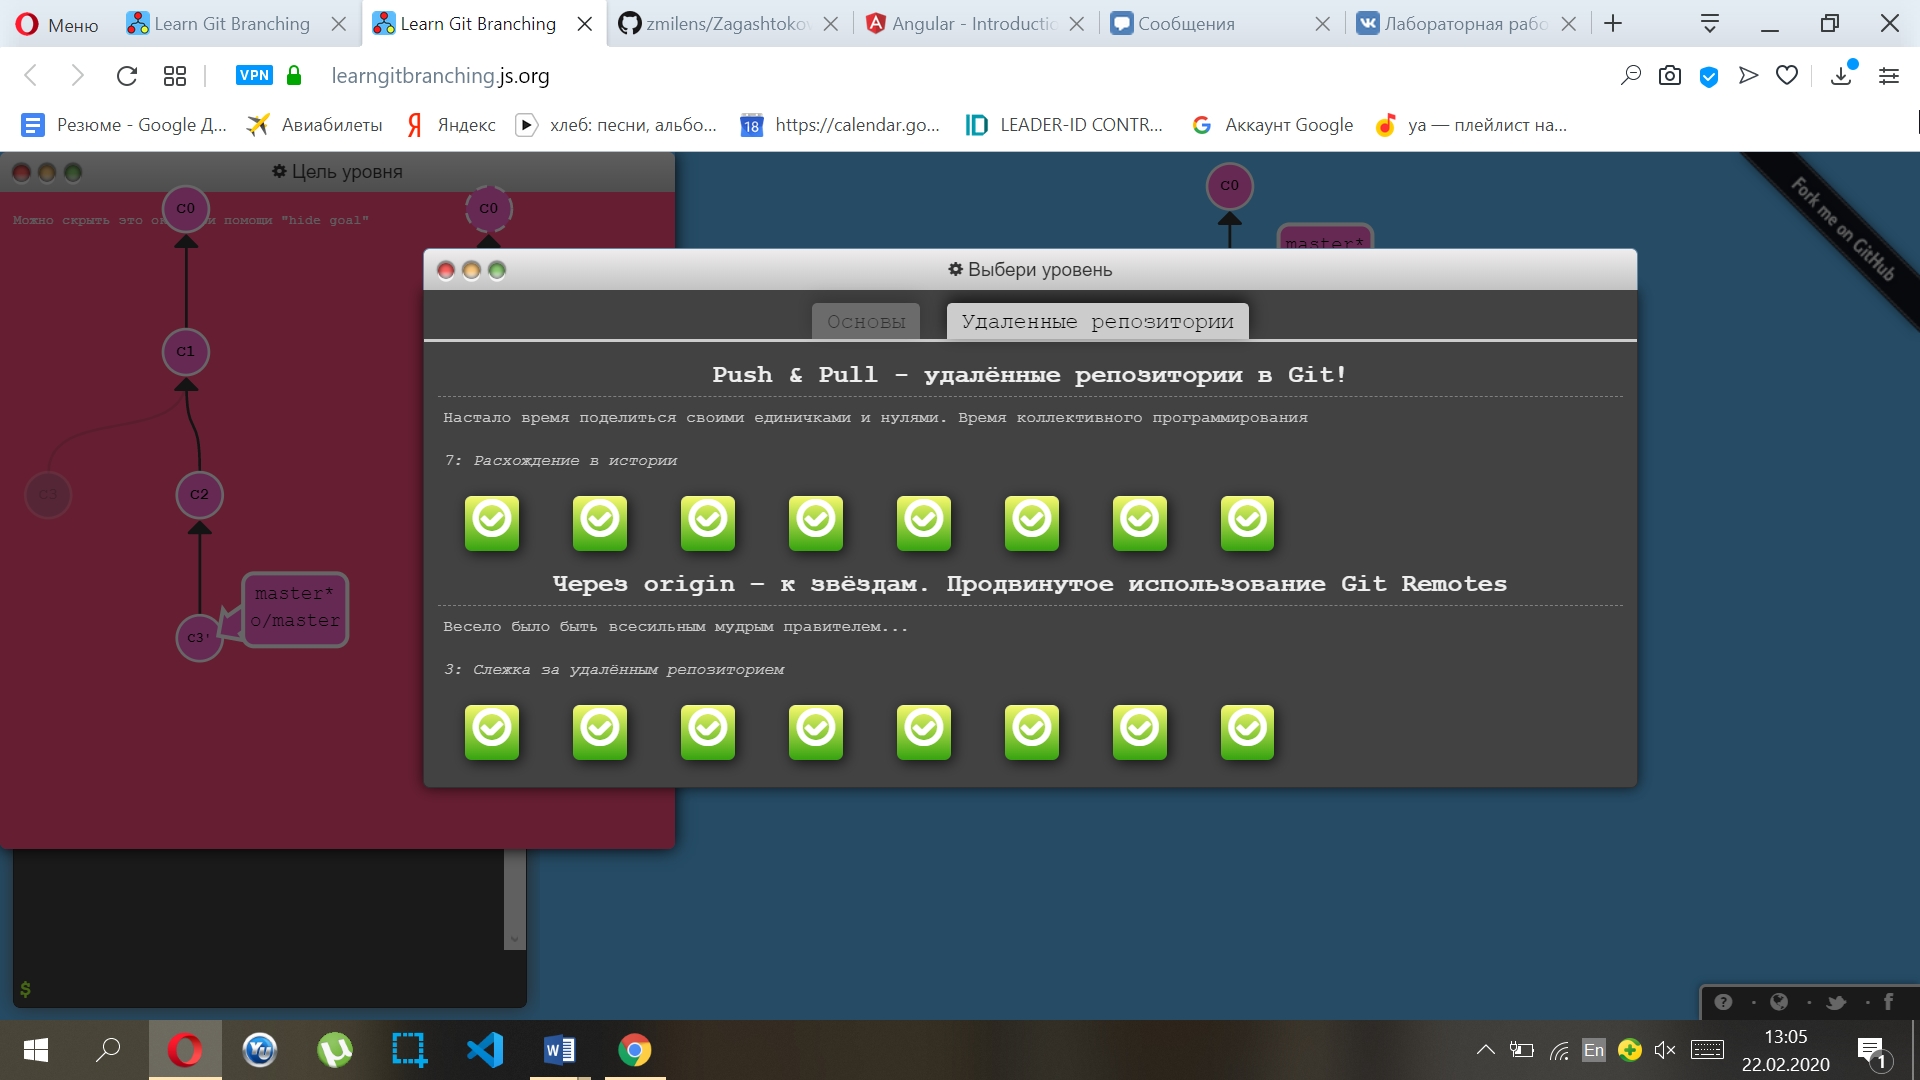 Меню
Learn Git Branching
Learn Git Branching
zmilens/Zagashtokov
Angular - Introductio
Сообщения
Лабораторная рабо
VPN
learngitbranching.js.org
Резюме - Google Д...
Авиабилеты
Яндекс
хлеб: песни, альбо...
18
https://calendar.go...
LEADER-ID CONTR...
Аккаунт Google
ya — плейлист на...
Цель уровня
Можно скрыть это окно при помощи "hide goal"
C0
C0
C1
C3
C2
C3'
master*
o/master
C0
master*
Fork me on GitHub
Выбери уровень
Основы
Удаленные репозитории
Push & Pull - удалённые репозитории в Git!
Настало время поделиться своими единичками и нулями. Время коллективного программирования
7: Расхождение в истории
Через origin – к звёздам. Продвинутое использование Git Remotes
Весело было быть всесильным мудрым правителем...
3: Слежка за удалённым репозиторием
$
En
13:05
22.02.2020
1